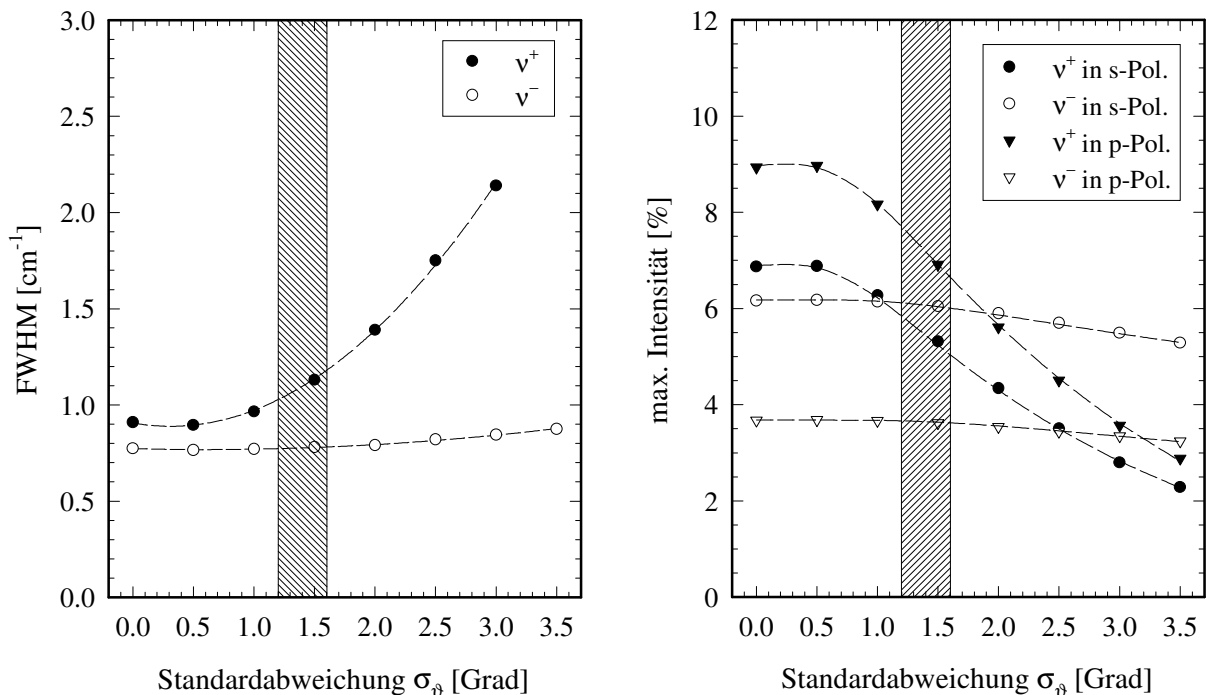 3.0
2.5
2.0
1.5
1.0
0.5
0.0
FWHM [cm⁻¹]
ν⁺
ν⁻
0.0 0.5 1.0 1.5 2.0 2.5 3.0 3.5
Standardabweichung σ_ϑ [Grad]
12
10
8
6
4
2
0
max. Intensität [%]
ν⁺ in s-Pol.
ν⁻ in s-Pol.
ν⁺ in p-Pol.
ν⁻ in p-Pol.
0.0 0.5 1.0 1.5 2.0 2.5 3.0 3.5
Standardabweichung σ_ϑ [Grad]